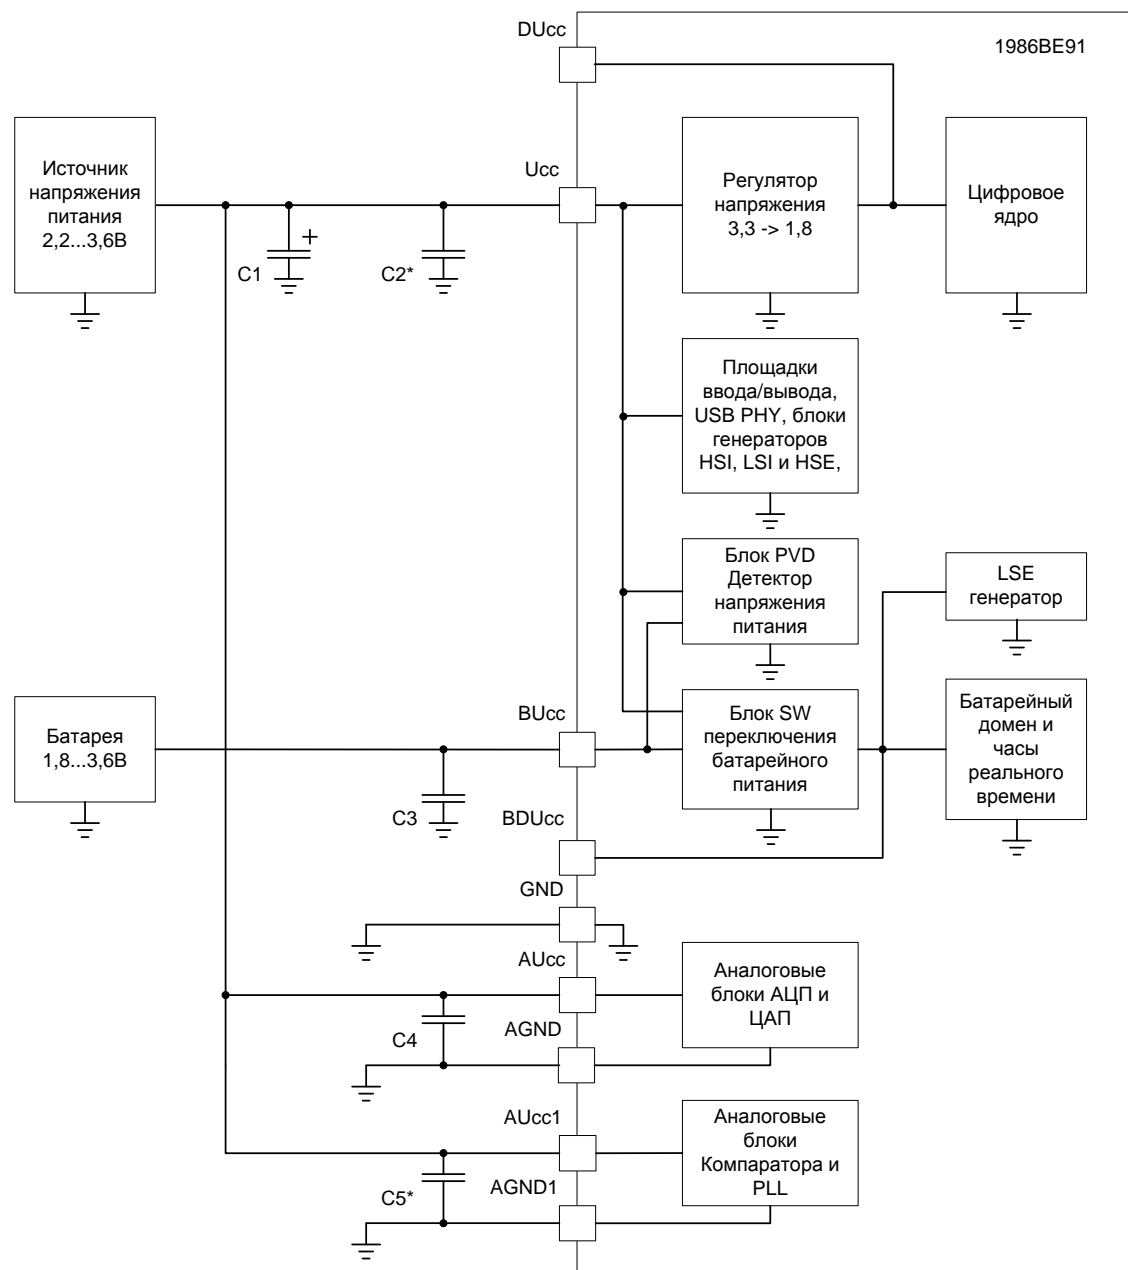 DUcc
1986BE91
Источник
напряжения
питания
2,2...3,6В
Ucc
Регулятор
напряжения
3,3 -> 1,8
Цифровое
ядро
+
C1
C2*
Площадки
ввода/вывода,
USB PHY, блоки
генераторов
HSI, LSI и HSE,
Блок PVD
Детектор
напряжения
питания
LSE
генератор
Батарея
1,8...3,6В
BUcc
Блок SW
переключения
батарейного
питания
Батарейный
домен и
часы
реального
времени
C3
BDUcc
GND
AUcc
Аналоговые
блоки АЦП и
ЦАП
C4
AGND
AUcc1
Аналоговые
блоки
Компаратора и
PLL
C5*
AGND1